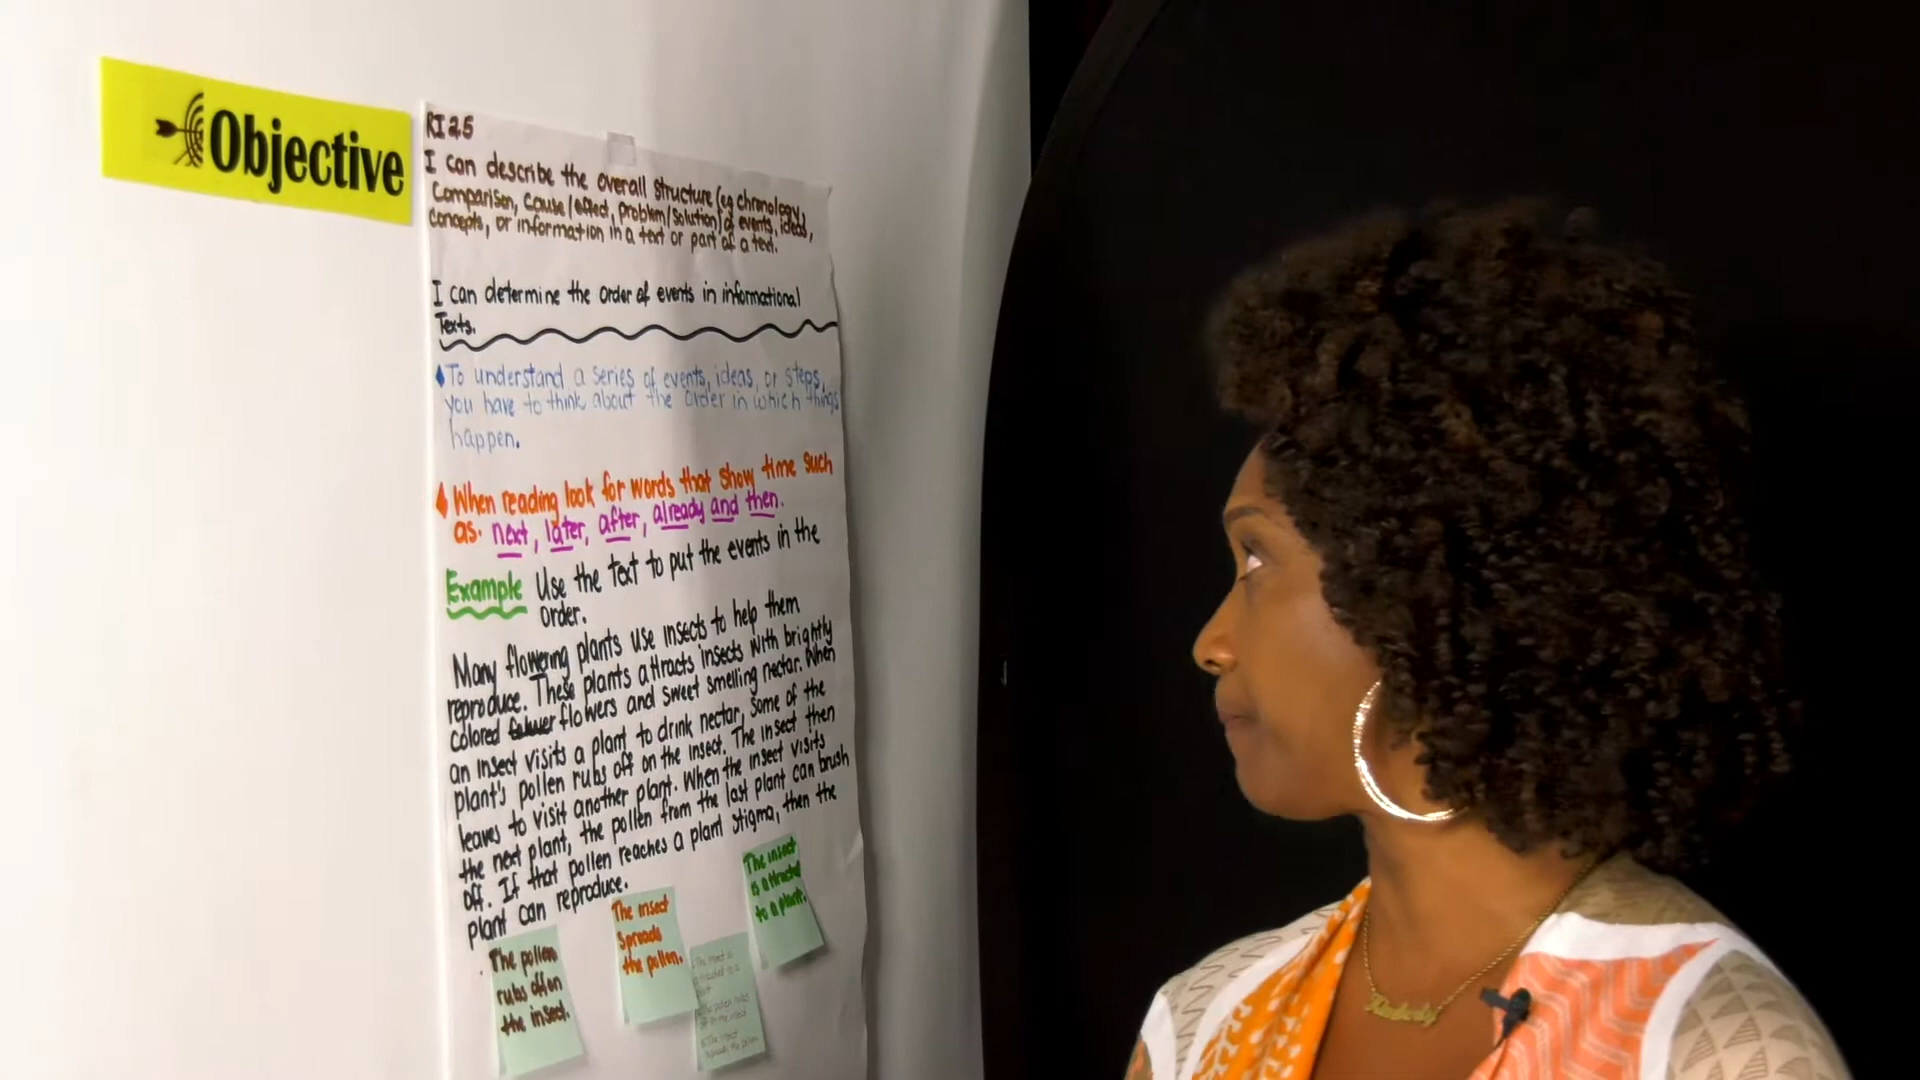 Objective
RI 2.5
I can describe the overall structure (eg chronology,
Comparison, cause/effect, problem/solution) of events, ideas,
concepts, or information in a text or part of a text.
I can determine the order of events in informational
Texts.
To understand a series of events, ideas, or steps,
you have to think about the order in which things
happen.
When reading look for words that show time such
as. next, later, after, already and then.
Example Use the text to put the events in the
order.
Many flowering plants use insects to help them
reproduce. These plants attracts insects with brightly
colored flowers and sweet smelling nectar. When
an insect visits a plant to drink nectar, some of the
plant's pollen rubs off on the insect. The insect then
leaves to visit another plant. When the insect visits
the next plant, the pollen from the last plant can brush
off. If that pollen reaches a plant stigma, then the
plant can reproduce.
The pollen
rubs off on
the insect.
The insect
Spreads
the pollen.
The insect
is attracted
to a plant.